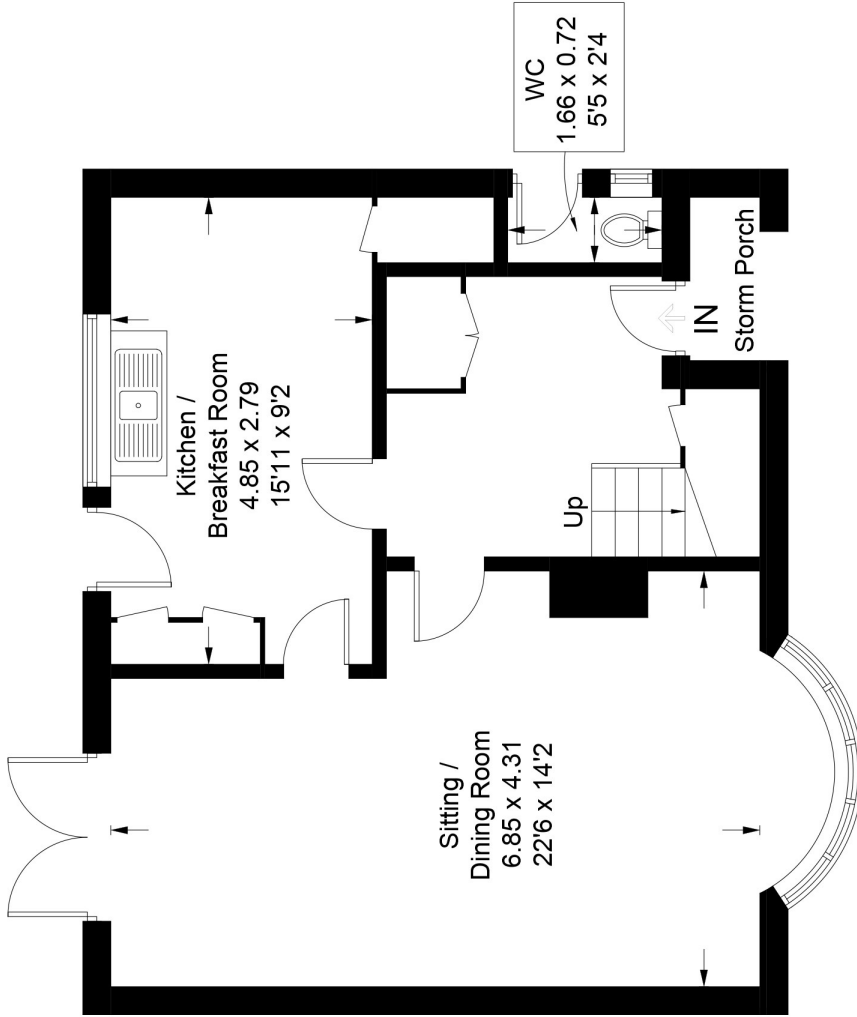 WC
1.66 x 0.72
5'5 x 2'4
Kitchen /
Breakfast Room
4.85 x 2.79
15'11 x 9'2
Storm Porch
IN
Up
Sitting /
Dining Room
6.85 x 4.31
22'6 x 14'2